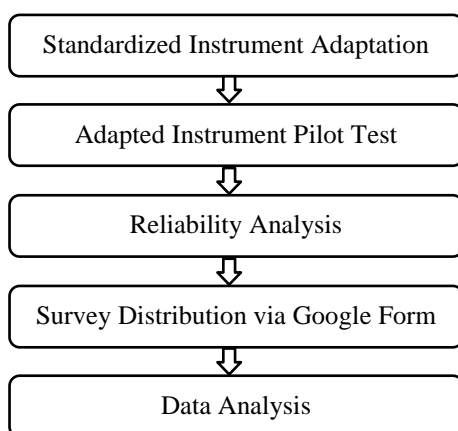 Standardized Instrument Adaptation
Adapted Instrument Pilot Test
Reliability Analysis
Survey Distribution via Google Form
Data Analysis